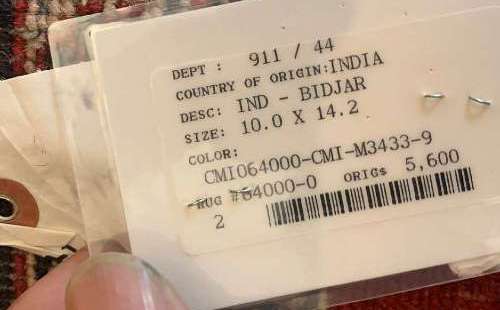 DEPT : 911 / 44
COUNTRY OF ORIGIN:INDIA
DESC: IND - BIDJAR
SIZE: 10.0 X 14.2
COLOR:
CMI064000-CMI-M3433-9
RUG #64000-0 ORIG$ 5,600
2